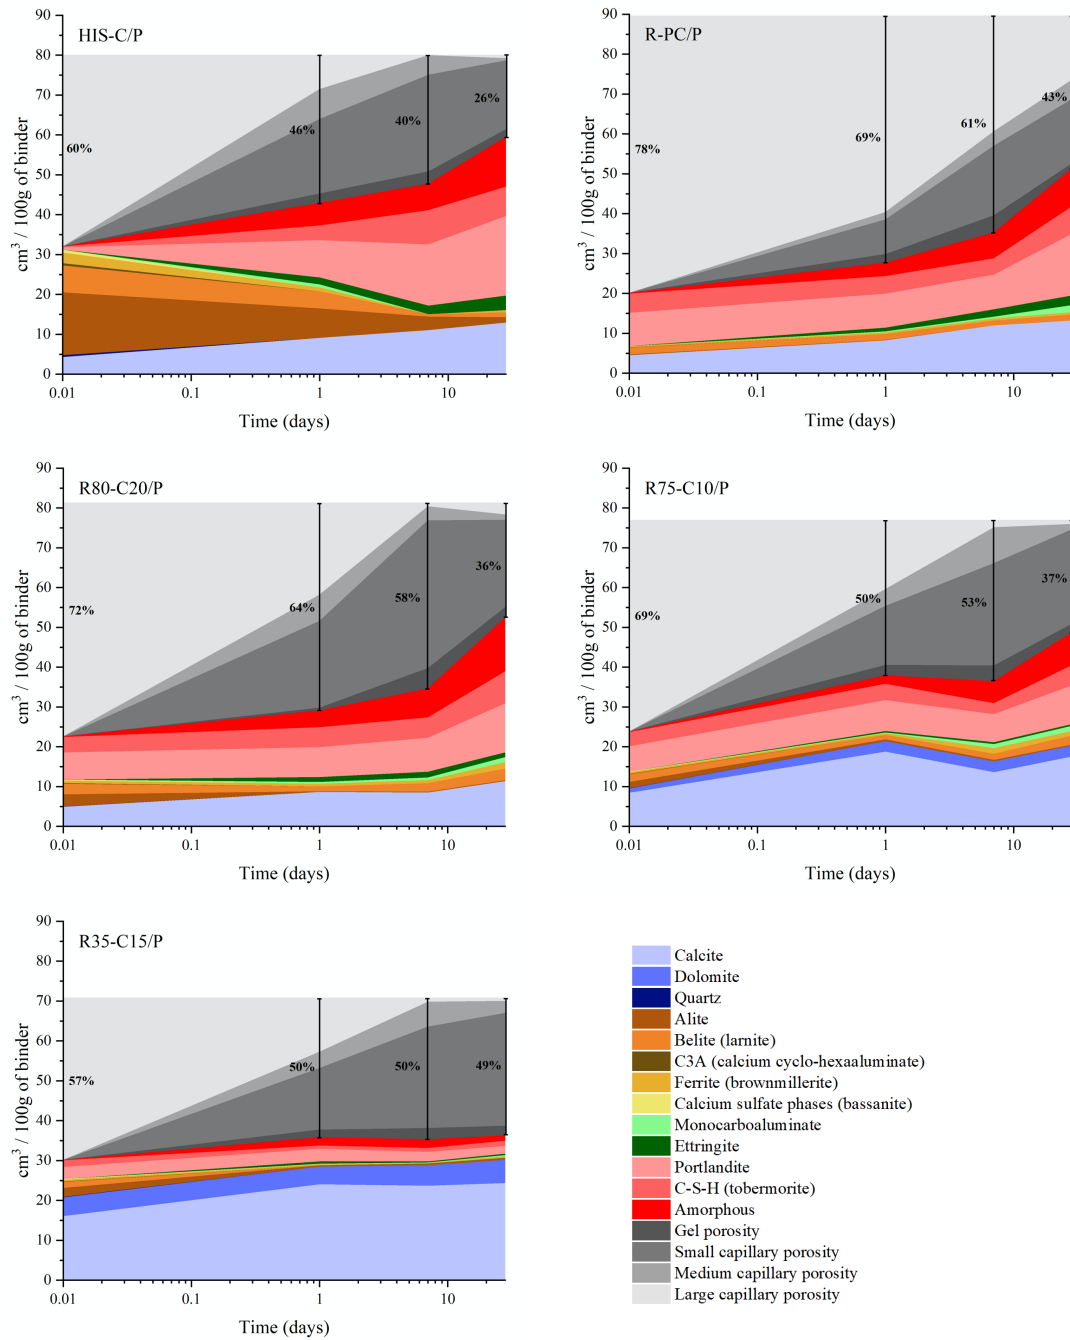 HIS-C/P
90
80
70
60
50
40
30
20
10
0
cm³ / 100g of binder
60%
46%
40%
26%
0.01
0.1
1
10
Time (days)
R-PC/P
90
80
70
60
50
40
30
20
10
0
cm³ / 100g of binder
78%
69%
61%
43%
0.01
0.1
1
10
Time (days)
R80-C20/P
90
80
70
60
50
40
30
20
10
0
cm³ / 100g of binder
72%
64%
58%
36%
0.01
0.1
1
10
Time (days)
R75-C10/P
90
80
70
60
50
40
30
20
10
0
cm³ / 100g of binder
69%
50%
53%
37%
0.01
0.1
1
10
Time (days)
R35-C15/P
90
80
70
60
50
40
30
20
10
0
cm³ / 100g of binder
57%
50%
50%
49%
0.01
0.1
1
10
Time (days)
Calcite
Dolomite
Quartz
Alite
Belite (larnite)
C3A (calcium cyclo-hexaaluminate)
Ferrite (brownmillerite)
Calcium sulfate phases (bassanite)
Monocarboaluminate
Ettringite
Portlandite
C-S-H (tobermorite)
Amorphous
Gel porosity
Small capillary porosity
Medium capillary porosity
Large capillary porosity